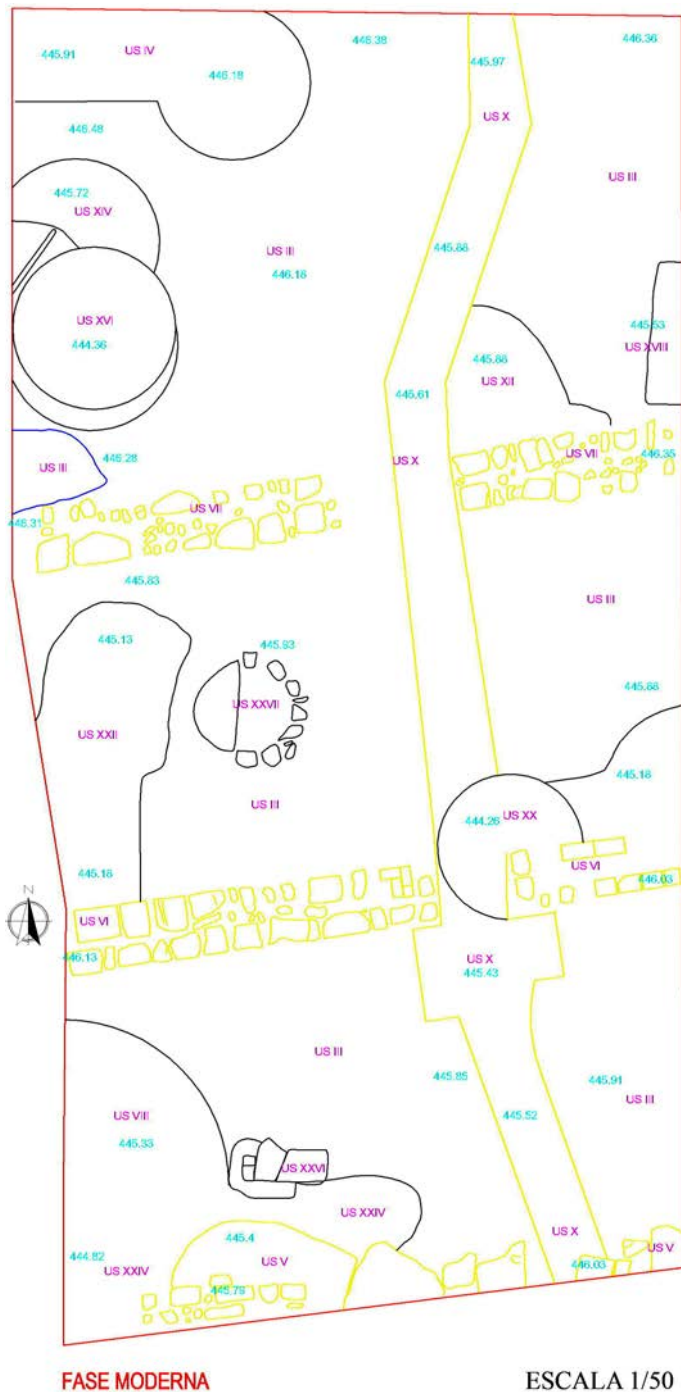 446.38
446.36
445.91
US IV
446.18
445.97
446.48
US X
445.72
US XIV
US III
US III
446.18
445.88
US XVI
444.36
445.53
US XVIII
445.86
US XII
445.61
US III
US X
US VII
446.35
US VII
446.31
445.83
US III
445.13
445.93
445.88
US XXVII
US XXII
445.18
US III
444.26
US XX
US VI
445.18
446.03
N
US VI
446.13
US X
445.43
US III
445.85
445.91
US III
US VIII
445.52
445.33
US XXVI
US XXIV
445.4
US X
444.82
US XXIV
US V
US V
446.03
445.79
FASE MODERNA
ESCALA 1/50